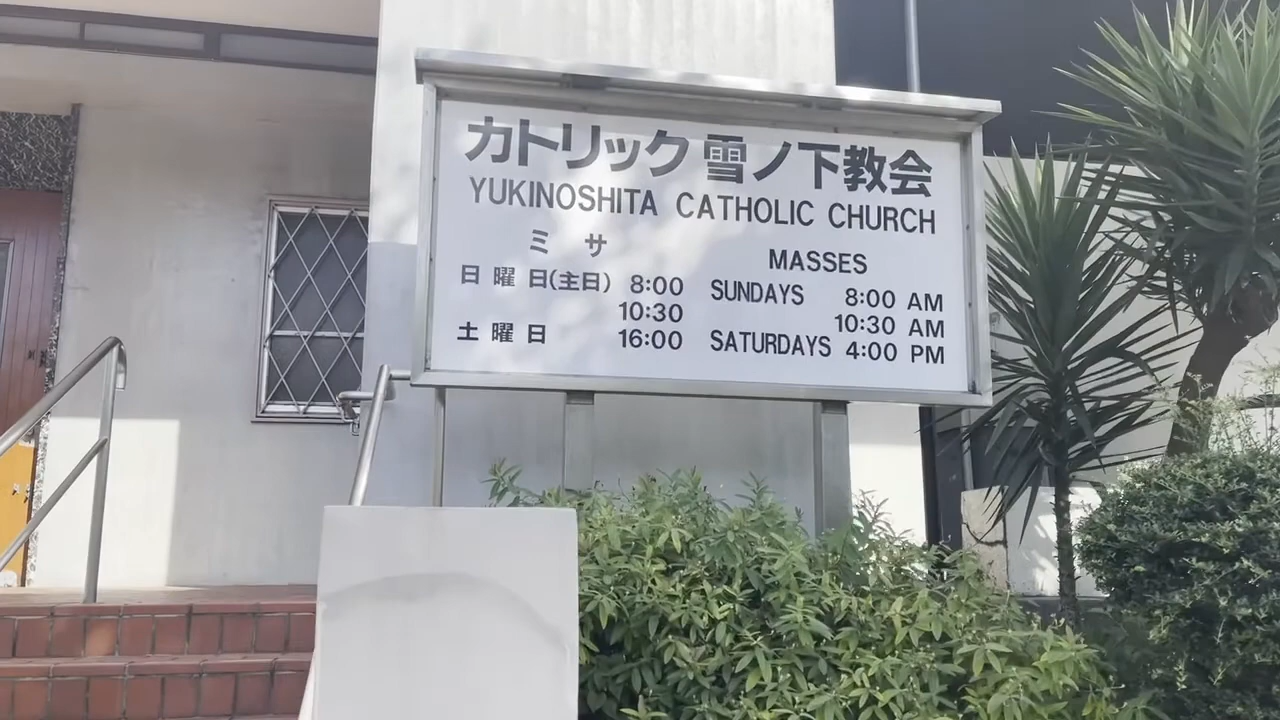 カトリック 雪ノ下教会
YUKINOSHITA CATHOLIC CHURCH
ミ サ
MASSES
日 曜 日(主日) 8:00 SUNDAYS 8:00 AM
10:30 10:30 AM
土 曜 日 16:00 SATURDAYS 4:00 PM